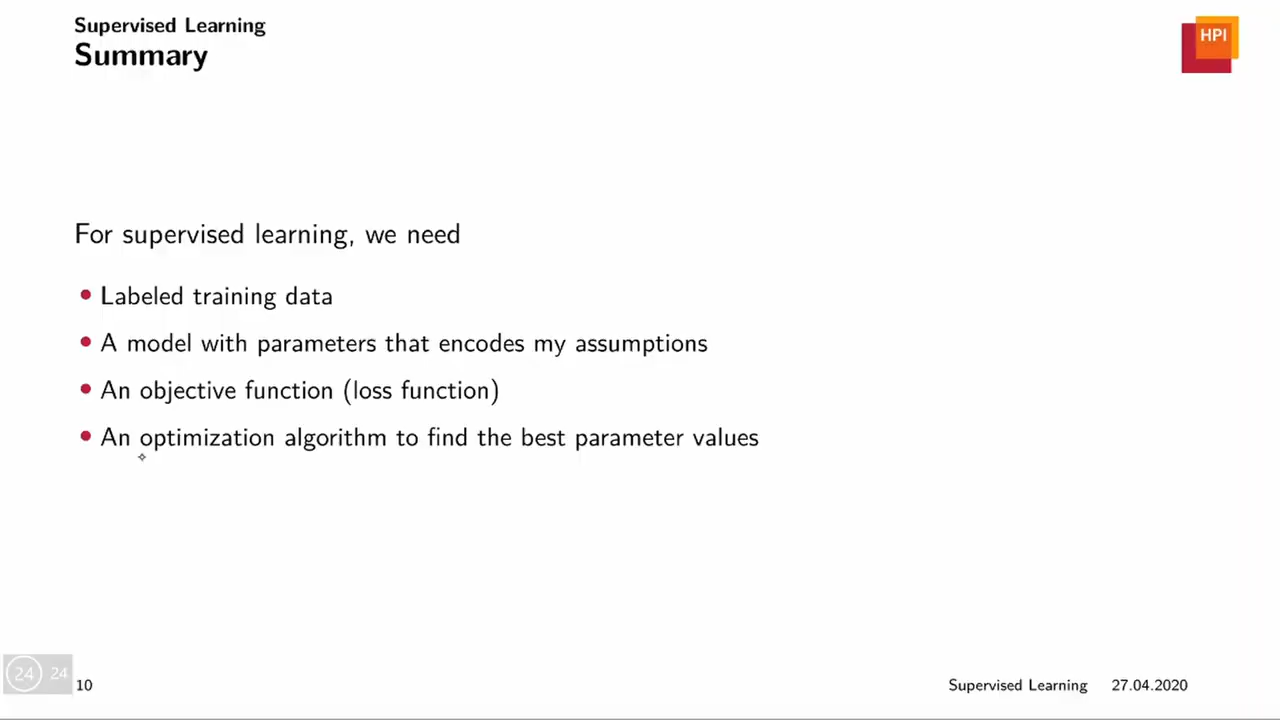 Supervised Learning
Summary
HPI
For supervised learning, we need
• Labeled training data
• A model with parameters that encodes my assumptions
• An objective function (loss function)
• An optimization algorithm to find the best parameter values
24 24
10
Supervised Learning 27.04.2020